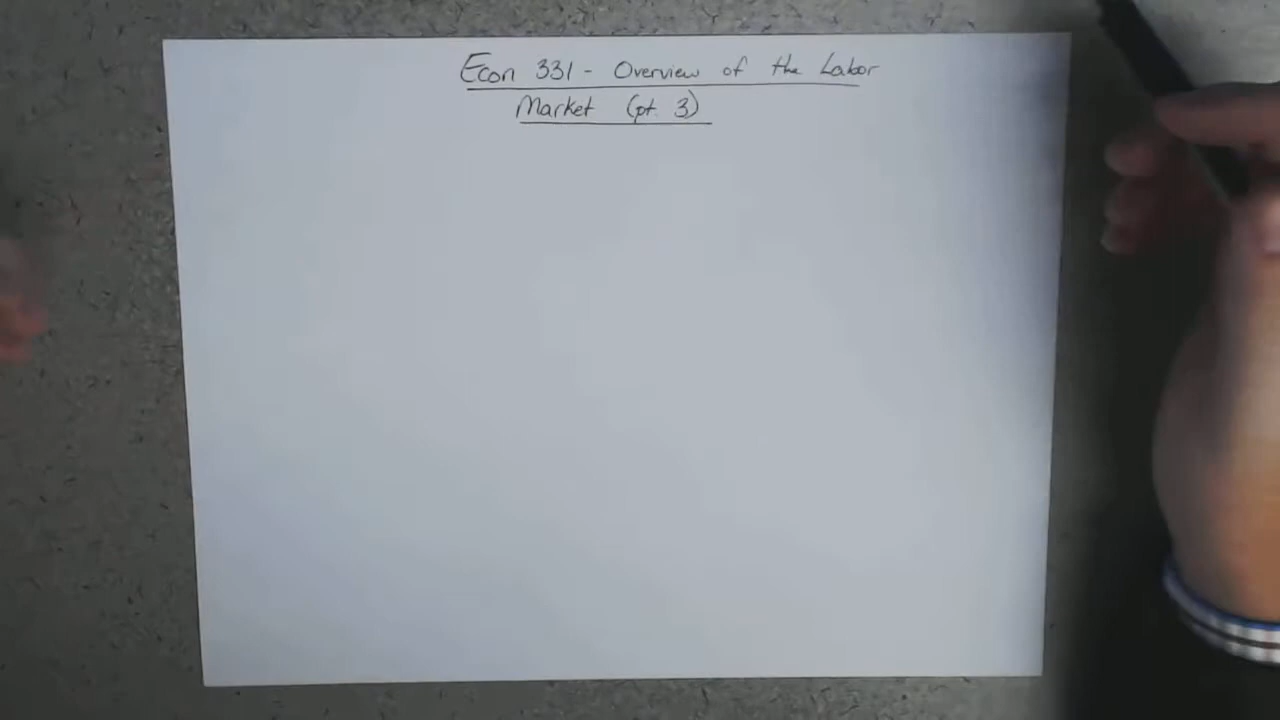 Econ 331 - Overview of the Labor
Market (pt. 3)